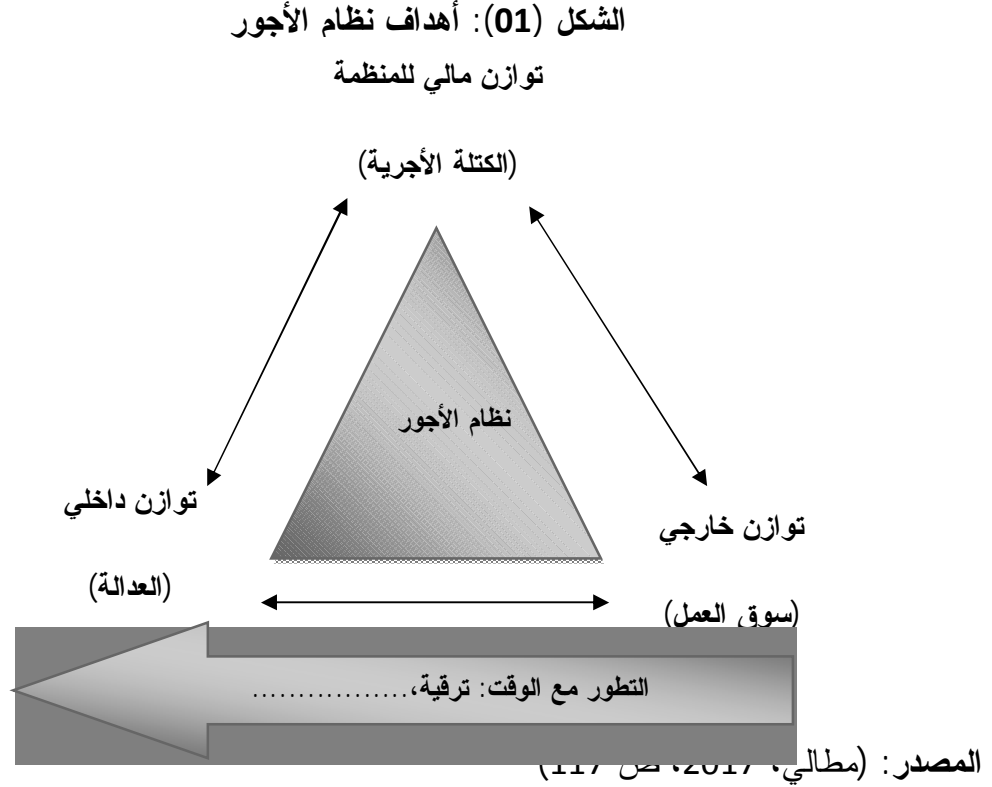 الشكل (01): أهداف نظام الأجور
توازن مالي للمنظمة
(الكتلة الأجرية)
نظام الأجور
توازن داخلي
(العدالة)
توازن خارجي
(سوق العمل)
التطور مع الوقت: ترقية،.................
المصدر: (مطالي، 2017، ص 117)